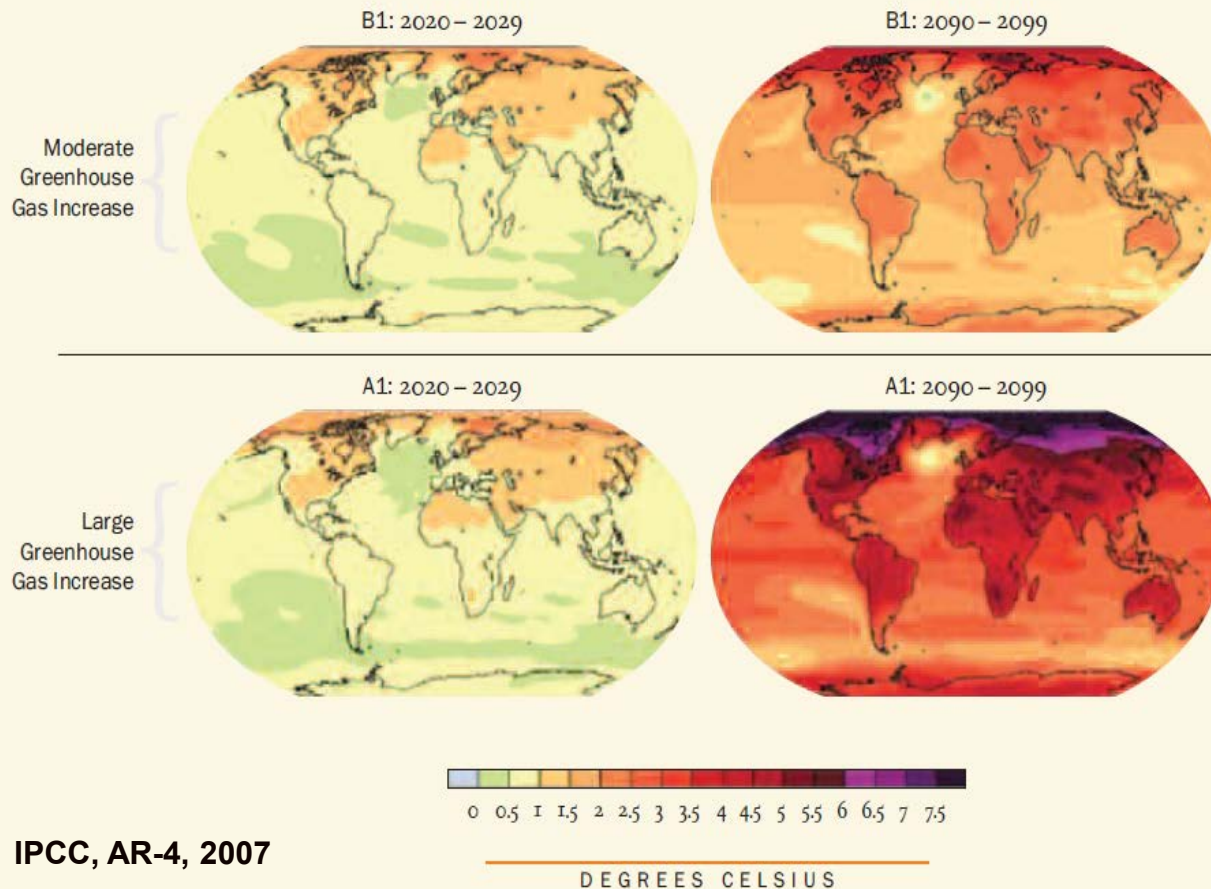 B1: 2020 – 2029
B1: 2090 – 2099
Moderate
Greenhouse
Gas Increase
A1: 2020 – 2029
A1: 2090 – 2099
Large
Greenhouse
Gas Increase
0 0.5 1 1.5 2 2.5 3 3.5 4 4.5 5 5.5 6 6.5 7 7.5
IPCC, AR-4, 2007
DEGREES CELSIUS